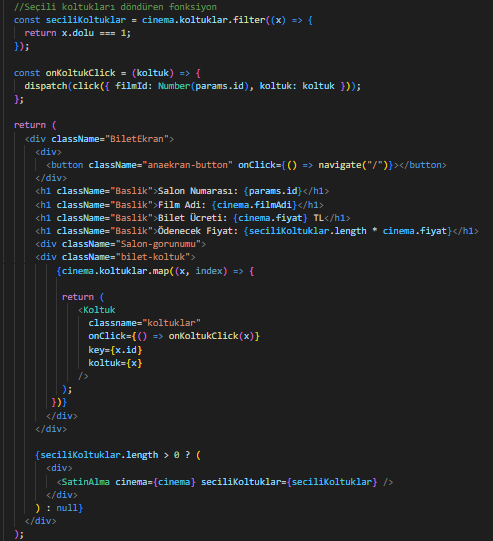 //Seçili koltukları döndüren fonksiyon
const seciliKoltuklar = cinema.koltuklar.filter((x) => {
  return x.dolu === 1;
});

const onKoltukClick = (koltuk) => {
  dispatch(click({ filmId: Number(params.id), koltuk: koltuk }));
};

return (
  <div className="BiletEkran">
    <div>
      <button className="anaekran-button" onClick={() => navigate("/")}></button>
    </div>
    <h1 className="Baslik">Salon Numarası: {params.id}</h1>
    <h1 className="Baslik">Film Adi: {cinema.filmAdi}</h1>
    <h1 className="Baslik">Bilet Ücreti: {cinema.fiyat} TL</h1>
    <h1 className="Baslik">Ödenecek Fiyat: {seciliKoltuklar.length * cinema.fiyat}</h1>
    <div className="Salon-gorunumu">
    <div className="bilet-koltuk">
        {cinema.koltuklar.map((x, index) => {

         return (
            <Koltuk
              classname="koltuklar"
              onClick={() => onKoltukClick(x)}
              key={x.id}
              koltuk={x}
            />
         );
       })}
      </div>
    </div>

    {seciliKoltuklar.length > 0 ? (
      <div>
        <SatinAlma cinema={cinema} seciliKoltuklar={seciliKoltuklar} />
      </div>
    ) : null}
  </div>
);